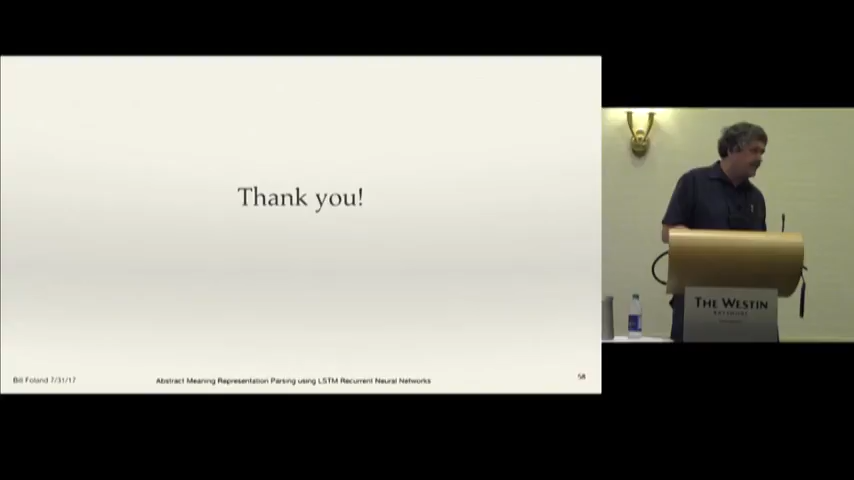 Thank you!
Bill Foland 7/31/17
Abstract Meaning Representation Parsing using LSTM Recurrent Neural Networks
58
THE WESTIN